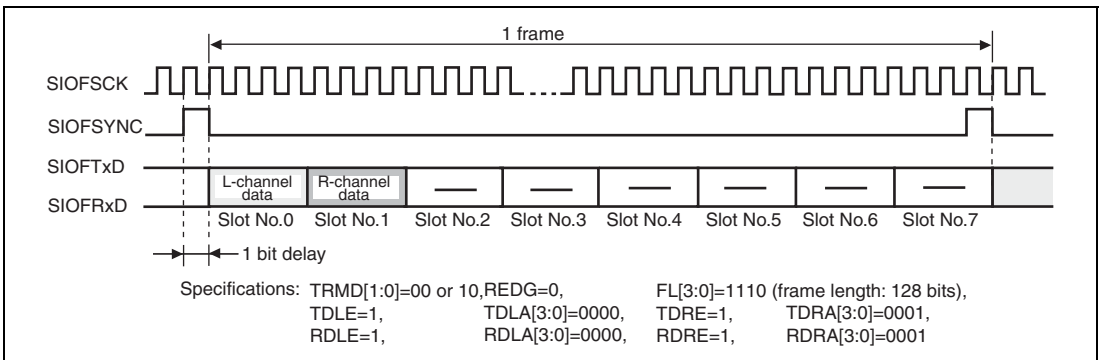 1 frame
SIOFSCK
SIOFSYNC
SIOFTxD
SIOFRxD
L-channel data
R-channel data
Slot No.0 Slot No.1 Slot No.2 Slot No.3 Slot No.4 Slot No.5 Slot No.6 Slot No.7
1 bit delay
Specifications: TRMD[1:0]=00 or 10, REDG=0, FL[3:0]=1110 (frame length: 128 bits),
TDLE=1, TDLA[3:0]=0000, TDRE=1, TDRA[3:0]=0001,
RDLE=1, RDLA[3:0]=0000, RDRE=1, RDRA[3:0]=0001